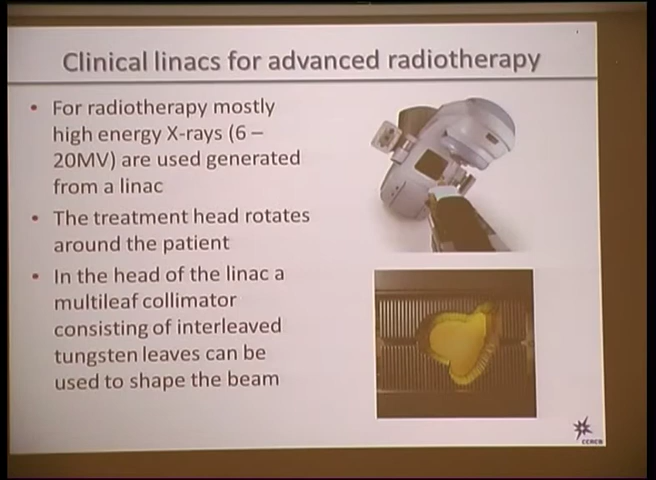 Clinical linacs for advanced radiotherapy
• For radiotherapy mostly
high energy X-rays (6 –
20MV) are used generated
from a linac
• The treatment head rotates
around the patient
• In the head of the linac a
multileaf collimator
consisting of interleaved
tungsten leaves can be
used to shape the beam